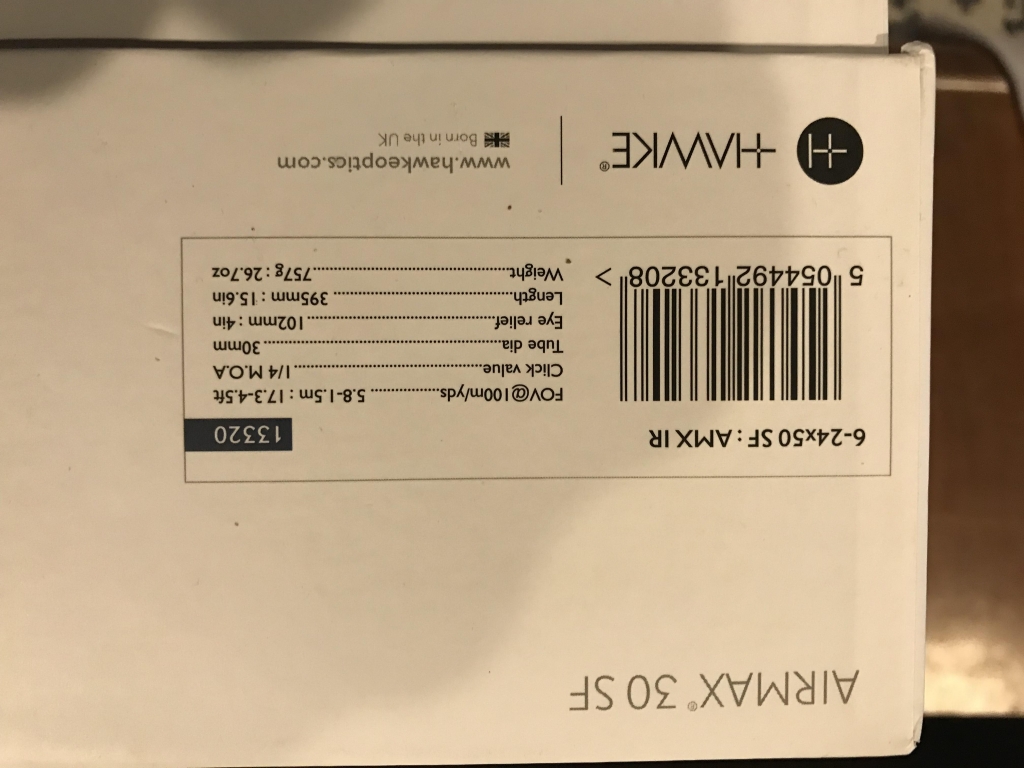 AIRMAX® 30 SF
6-24x50 SF : AMX IR
13320
FOV@100m/yds............ 5.8-1.5m : 17.3-4.5ft
Click value.......................................1/4 M.O.A
Tube dia...............................................30mm
Eye relief.....................................102mm : 4in
Length................................... 395mm : 15.6in
Weight.....................................757g : 26.7oz
5 054492 133208 >
HAWKE®
www.hawkeoptics.com
Born in the UK